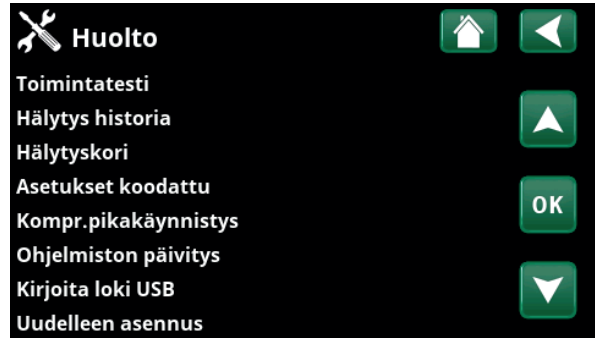 Huolto
Toimintatesti
Hälytys historia
Hälytyskori
Asetukset koodattu
Kompr.pikakäynnistys
OK
Ohjelmiston päivitys
Kirjoita loki USB
Uudelleen asennus